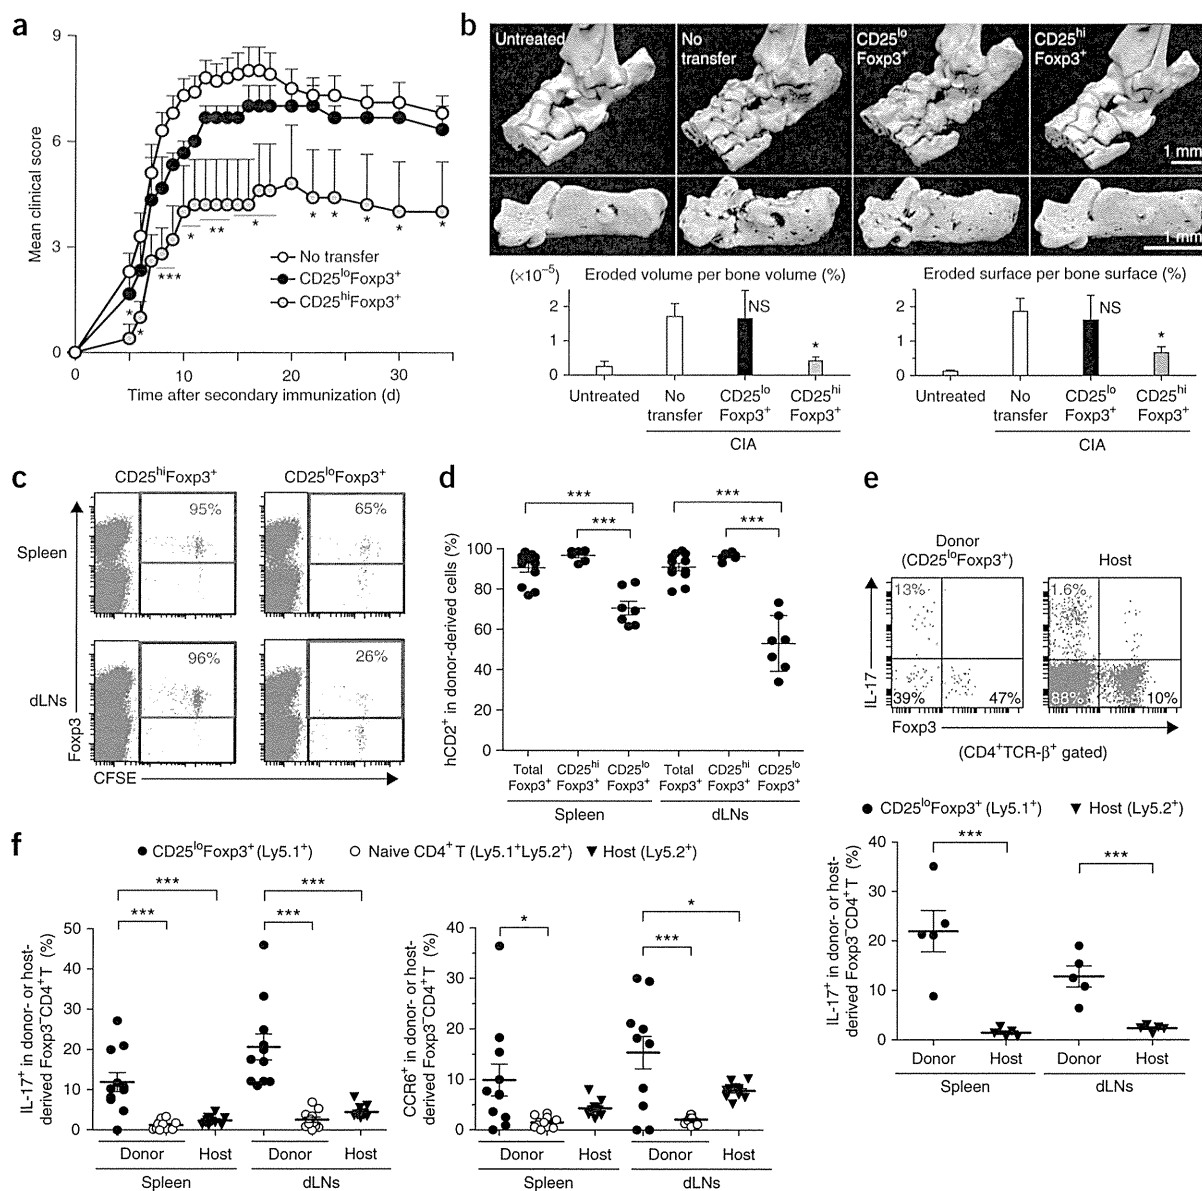 a
9
6
3
0
0
10
20
30
Mean clinical score
Time after secondary immunization (d)
No transfer
CD25loFoxp3+
CD25hiFoxp3+
*
*
***
*
**
*
*
*
*
*
*
b
Untreated
No transfer
CD25lo Foxp3+
CD25hi Foxp3+
1 mm
1 mm
(×10−5)
Eroded volume per bone volume (%)
2
1
0
NS
*
Untreated
No transfer
CD25lo Foxp3+
CD25hi Foxp3+
CIA
Eroded surface per bone surface (%)
2
1
0
NS
*
Untreated
No transfer
CD25lo Foxp3+
CD25hi Foxp3+
CIA
c
CD25hiFoxp3+
CD25loFoxp3+
Spleen
95%
65%
dLNs
96%
26%
Foxp3
CFSE
d
***
***
***
***
hCD2+ in donor-derived cells (%)
100
80
60
40
20
0
Total Foxp3+
CD25hi Foxp3+
CD25lo Foxp3+
Total Foxp3+
CD25hi Foxp3+
CD25lo Foxp3+
Spleen
dLNs
e
Donor
(CD25loFoxp3+)
Host
13%
39%
47%
1.6%
88%
10%
IL-17
Foxp3
(CD4+TCR-β+ gated)
CD25loFoxp3+ (Ly5.1+)
Host (Ly5.2+)
***
***
IL-17+ in donor- or host-
derived Foxp3−CD4+T (%)
40
30
20
10
0
Donor
Host
Donor
Host
Spleen
dLNs
f
CD25loFoxp3+ (Ly5.1+)
Naive CD4+ T (Ly5.1+Ly5.2+)
Host (Ly5.2+)
***
***
***
***
IL-17+ in donor- or host-
derived Foxp3−CD4+T (%)
50
40
30
20
10
0
Donor
Host
Donor
Host
Spleen
dLNs
*
*
***
CCR6+ in donor- or host-
derived Foxp3−CD4+T (%)
40
30
20
10
0
Donor
Host
Donor
Host
Spleen
dLNs